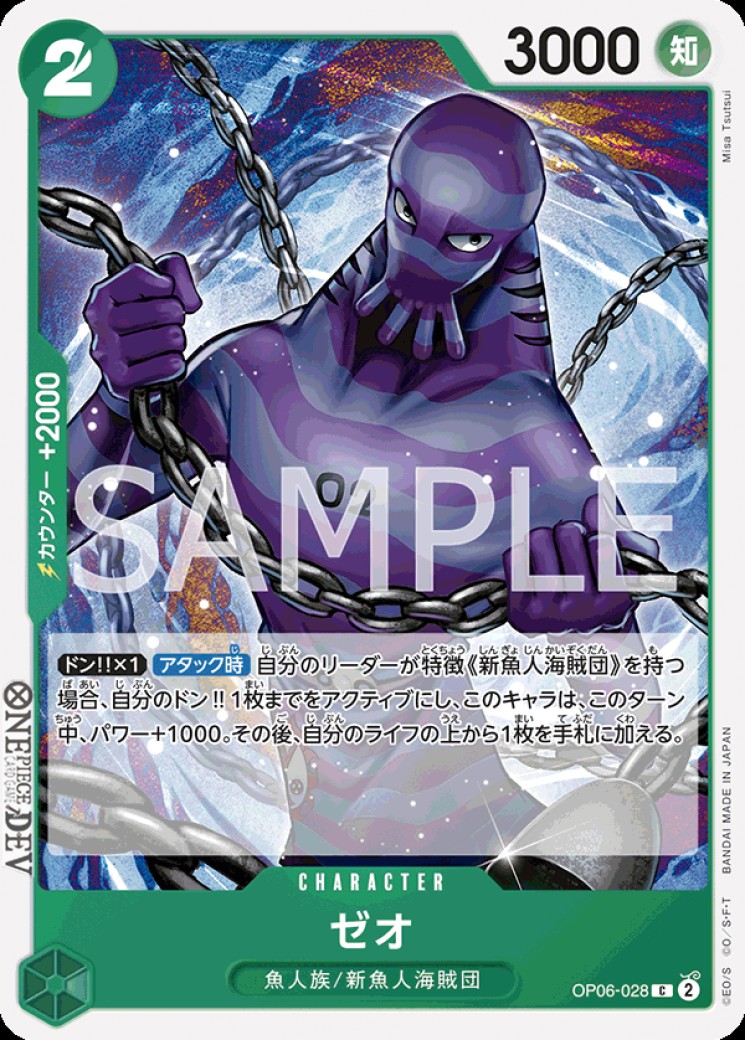 2
3000
知
Misa Tsutsui
カウンター +2000
SAMPLE
ドン!!×1 アタック時 自分のリーダーが特徴《新魚人海賊団》を持つ
場合、自分のドン!!1枚までをアクティブにし、このキャラは、このターン
中、パワー+1000。その後、自分のライフの上から1枚を手札に加える。
ONE PIECE
CARD GAME
/DEV
BANDAI MADE IN JAPAN
©E.O/S. ©O/S・F・T
CHARACTER
ゼオ
魚人族/新魚人海賊団
OP06-028 C 2